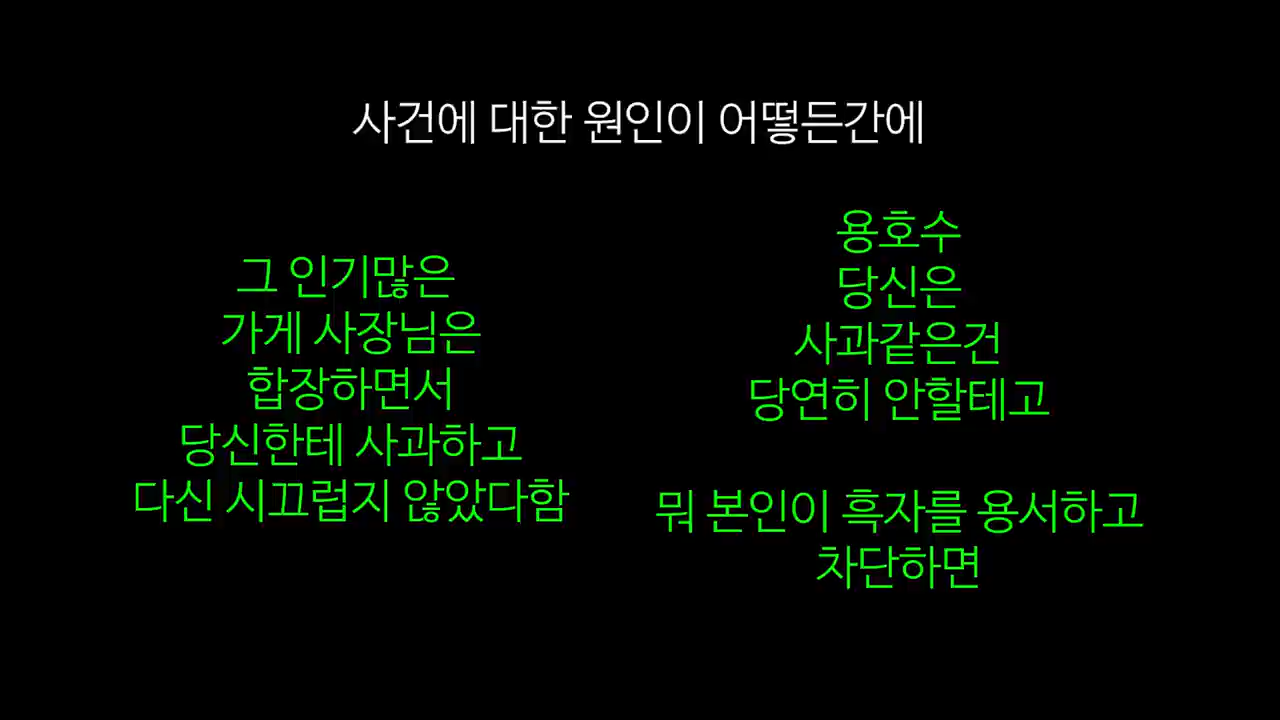 사건에 대한 원인이 어떻든간에
그 인기많은
가게 사장님은
합장하면서
당신한테 사과하고
다신 시끄럽지 않았다함
용호수
당신은
사과같은건
당연히 안할테고
뭐 본인이 흑자를 용서하고
차단하면